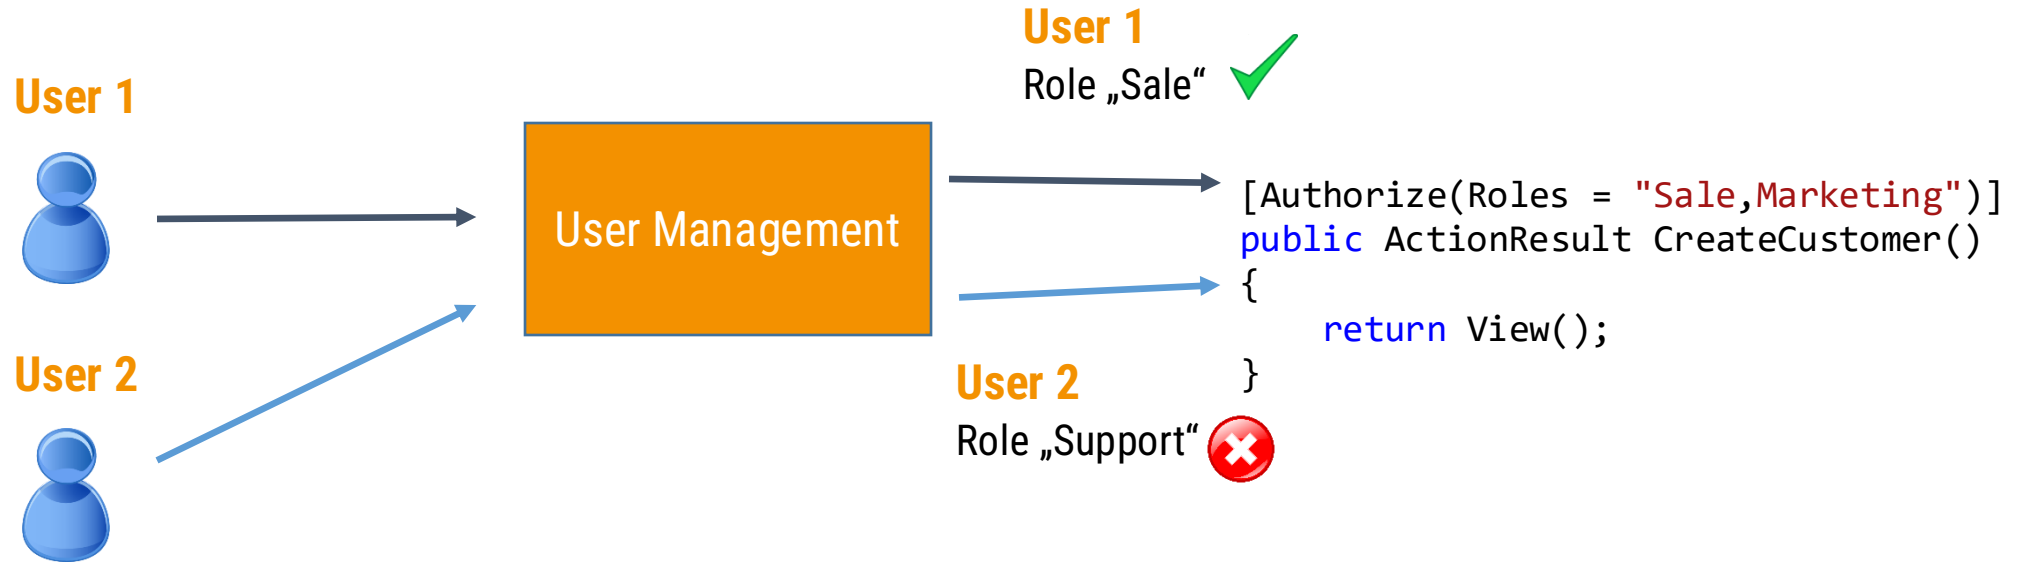 User 1
User 2
User Management
User 1
Role „Sale“
[Authorize(Roles = "Sale,Marketing")]
public ActionResult CreateCustomer()
{
    return View();
}
User 2
Role „Support“